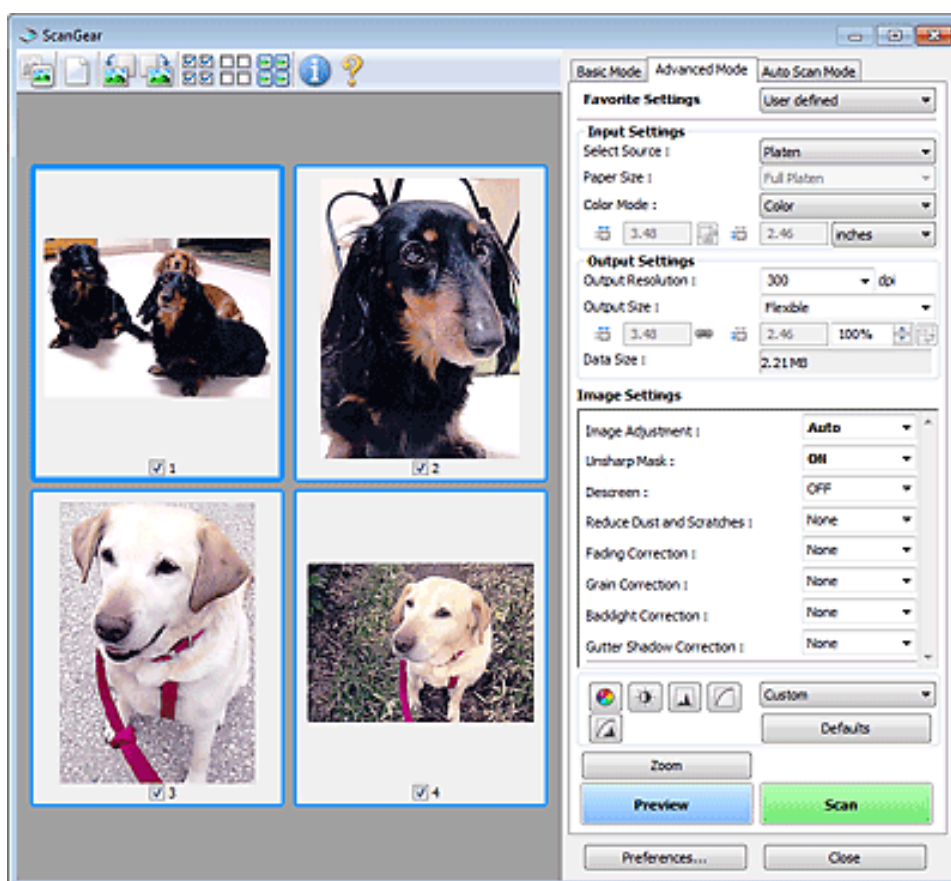 ScanGear
Basic Mode Advanced Mode Auto Scan Mode
Favorite Settings User defined
Input Settings
Select Source : Platen
Paper Size : Full Platen
Color Mode : Color
3.48 2.46 inches
Output Settings
Output Resolution : 300 dpi
Output Size : Flexible
3.48 2.46 100%
Data Size : 2.21 MB
Image Settings
Image Adjustment : Auto
Unsharp Mask : ON
Descreen : OFF
Reduce Dust and Scratches : None
Fading Correction : None
Grain Correction : None
Backlight Correction : None
Gutter Shadow Correction : None
Custom
Defaults
Zoom
Preview Scan
Preferences... Close
1
2
3
4